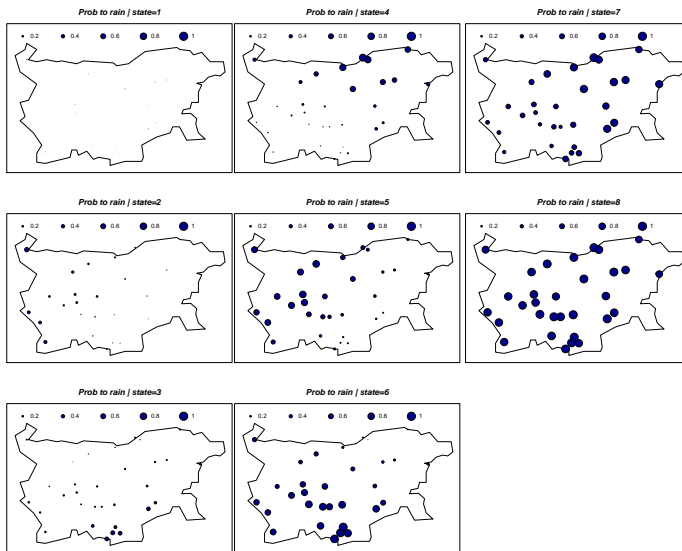 Prob to rain | state=1
0.2 0.4 0.6 0.8 1
Prob to rain | state=4
0.2 0.4 0.6 0.8 1
Prob to rain | state=7
0.2 0.4 0.6 0.8 1
Prob to rain | state=2
0.2 0.4 0.6 0.8 1
Prob to rain | state=5
0.2 0.4 0.6 0.8 1
Prob to rain | state=8
0.2 0.4 0.6 0.8 1
Prob to rain | state=3
0.2 0.4 0.6 0.8 1
Prob to rain | state=6
0.2 0.4 0.6 0.8 1